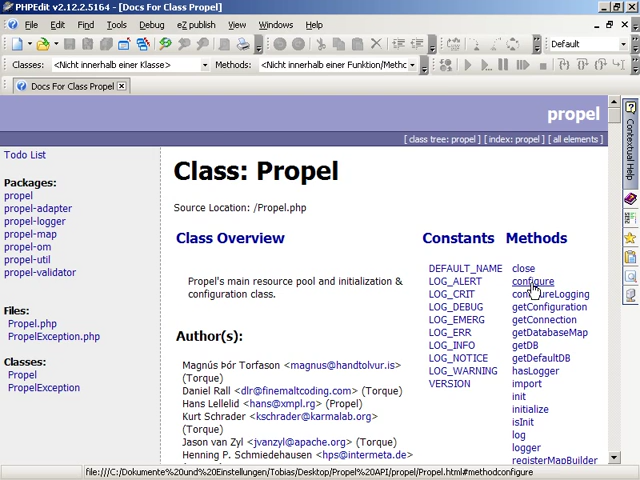 PHPEdit v2.12.2.5164 - [Docs For Class Propel]
File Edit Find Tools Debug eZ publish View Windows Help
Default
Classes: <Nicht innerhalb einer Klasse> Methods: <Nicht innerhalb einer Funktion/Methoc
Docs For Class Propel
propel
[ class tree: propel ] [ index: propel ] [ all elements ]
Contextual Help
Todo List
Packages:
propel
propel-adapter
propel-logger
propel-map
propel-om
propel-util
propel-validator
Files:
Propel.php
PropelException.php
Classes:
Propel
PropelException
Class: Propel
Source Location: /Propel.php
Class Overview
Propel's main resource pool and initialization &
configuration class.
Author(s):
Magnús Þór Torfason <magnus@handtolvur.is>
(Torque)
Daniel Rall <dlr@finemaltcoding.com> (Torque)
Hans Lellelid <hans@xmpl.rg> (Propel)
Kurt Schrader <kschrader@karmalab.org>
(Torque)
Jason van Zyl <jvanzyl@apache.org> (Torque)
Henning P. Schmiedehausen <hps@intermeta.de>
Constants
DEFAULT_NAME
LOG_ALERT
LOG_CRIT
LOG_DEBUG
LOG_EMERG
LOG_ERR
LOG_INFO
LOG_NOTICE
LOG_WARNING
VERSION
Methods
close
configure
configureLogging
getConfiguration
getConnection
getDatabaseMap
getDB
getDefaultDB
hasLogger
import
init
initialize
isInit
log
logger
registerMapBuilder
file:///C:/Dokumente%20und%20Einstellungen/Tobias/Desktop/Propel%20API/propel/Propel.html#methodconfigure